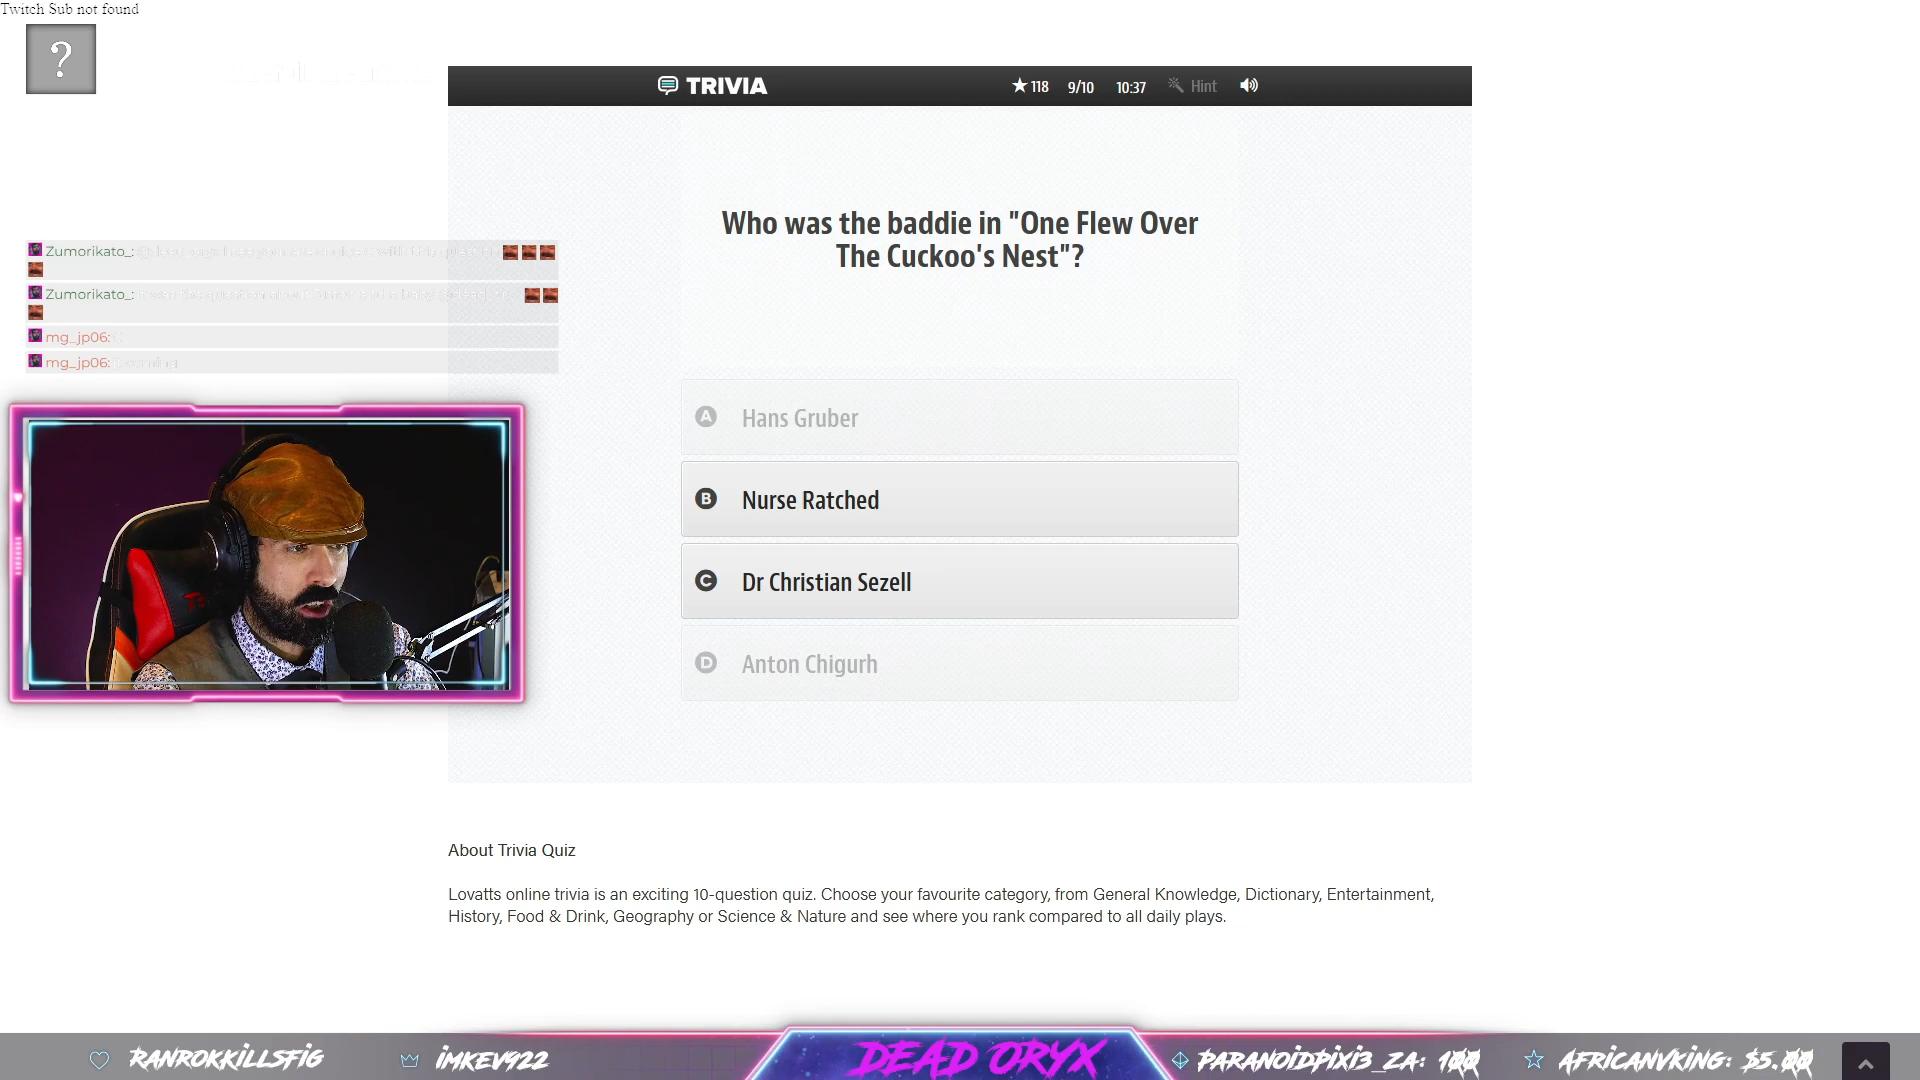 Twitch Sub not found
?
TRIVIA
118 9/10 10:37 Hint
Who was the baddie in "One Flew Over
The Cuckoo's Nest"?
Zumorikato_:
Zumorikato_:
mg_jp06:
mg_jp06:
A Hans Gruber
B Nurse Ratched
C Dr Christian Sezell
D Anton Chigurh
About Trivia Quiz
Lovatts online trivia is an exciting 10-question quiz. Choose your favourite category, from General Knowledge, Dictionary, Entertainment,
History, Food & Drink, Geography or Science & Nature and see where you rank compared to all daily plays.
RANROKKILLSFIG IMKEV922 DEAD ORYX PARANOIDPIXI3_ZA: 100 AFRICANVKING: $5.00